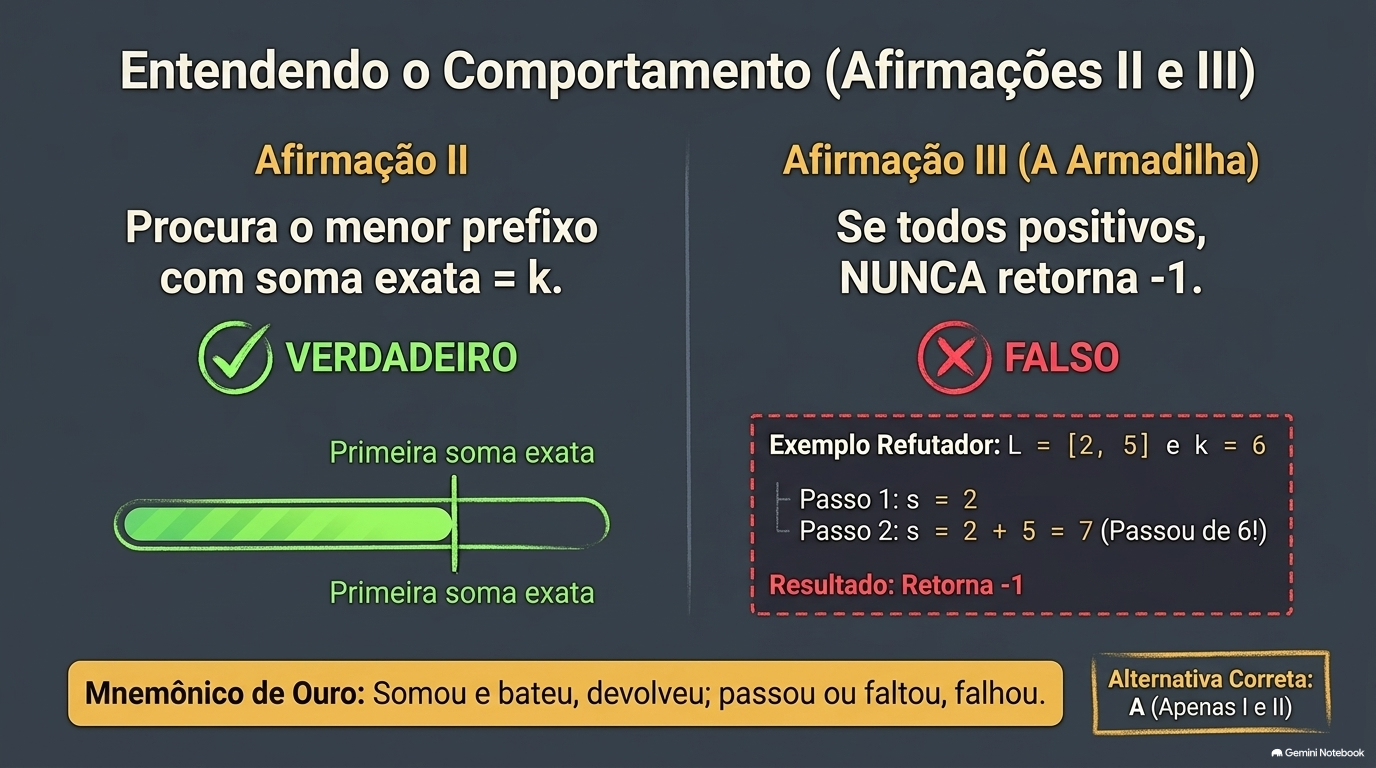 Entendendo o Comportamento (Afirmações II e III)
Afirmação II
Procura o menor prefixo
com soma exata = k.
VERDADEIRO
Primeira soma exata
Primeira soma exata
Afirmação III (A Armadilha)
Se todos positivos,
NUNCA retorna -1.
FALSO
Exemplo Refutador: L = [2, 5] e k = 6
Passo 1: s = 2
Passo 2: s = 2 + 5 = 7 (Passou de 6!)
Resultado: Retorna -1
Mnemônico de Ouro: Somou e bateu, devolveu; passou ou faltou, falhou.
Alternativa Correta:
A (Apenas I e II)
Gemini Notebook